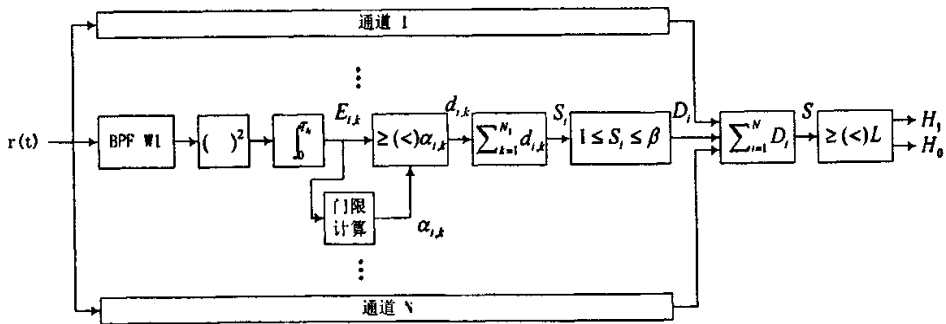 通道 1
⋮
r(t)
BPF W1
( )²
∫₀^{T_h}
E_{i,k}
≥(<)α_{i,k}
d_{i,k}
∑_{k=1}^{N_1} d_{i,k}
S_i
1≤S_i≤β
D_i
∑_{i=1}^{N} D_i
S
≥(<)L
H_1
H_0
门限
计算
α_{i,k}
⋮
通道 N